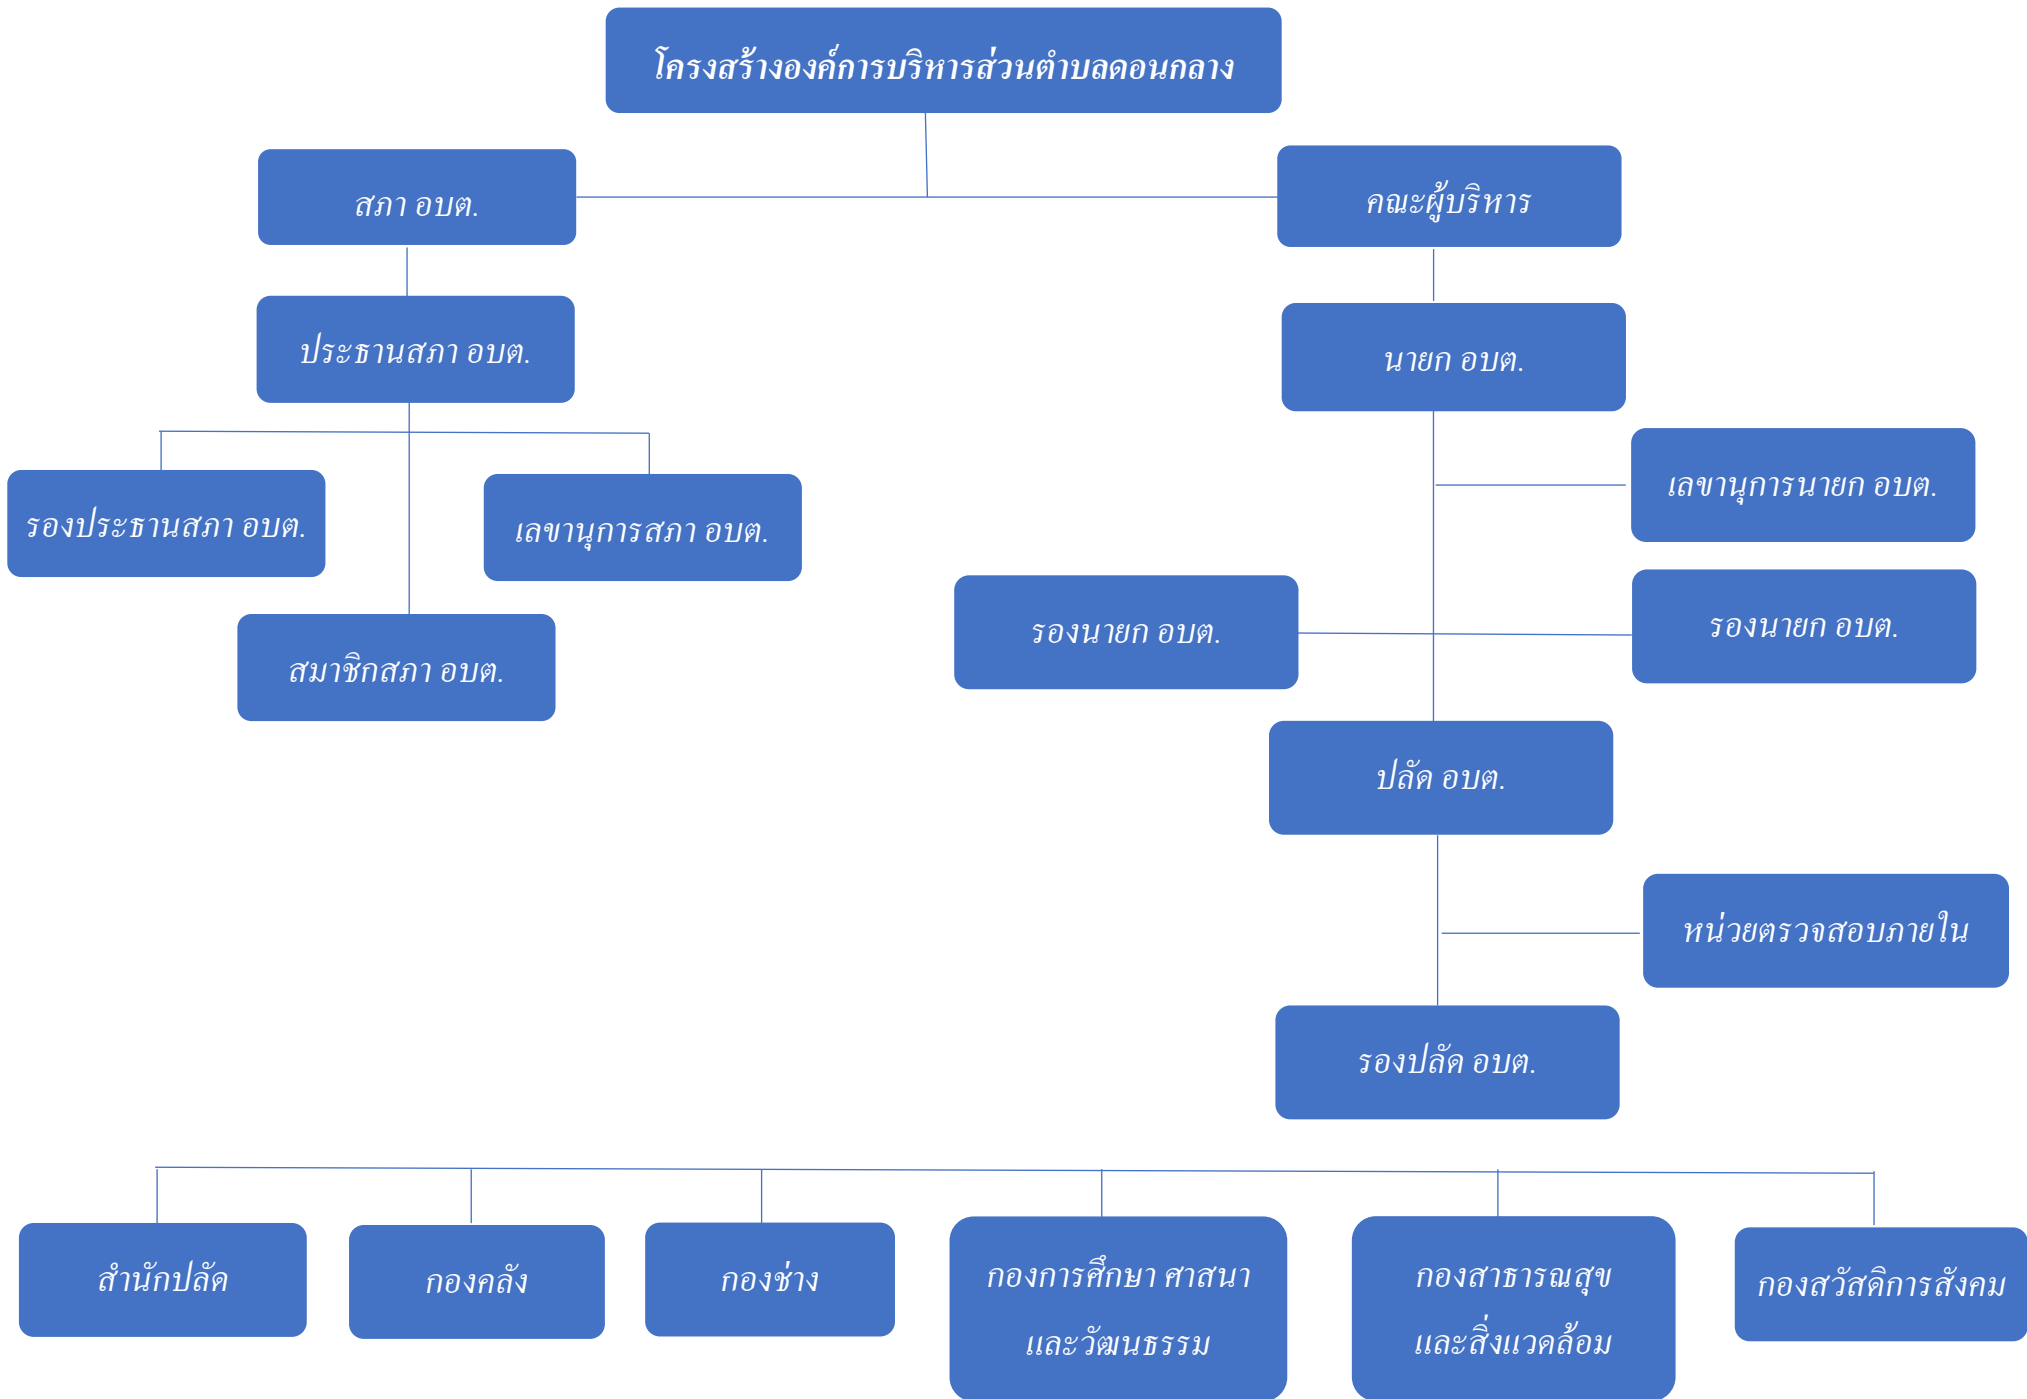 โครงสร้างองค์การบริหารส่วนตำบลดอนกลาง
สภา อบต.
คณะผู้บริหาร
ประธานสภา อบต.
นายก อบต.
รองประธานสภา อบต.
เลขานุการสภา อบต.
เลขานุการนายก อบต.
สมาชิกสภา อบต.
รองนายก อบต.
รองนายก อบต.
ปลัด อบต.
หน่วยตรวจสอบภายใน
รองปลัด อบต.
สำนักปลัด
กองคลัง
กองช่าง
กองการศึกษา ศาสนา
และวัฒนธรรม
กองสาธารณสุข
และสิ่งแวดล้อม
กองสวัสดิการสังคม